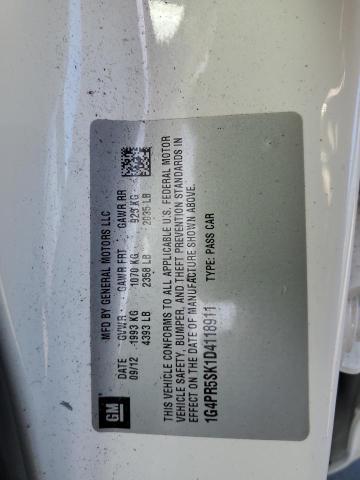 GM
MFD BY GENERAL MOTORS LLC
DATE GVWR GAWR FRT GAWR RR
09/12 1993 KG 1070 KG 923 KG
4393 LB 2358 LB 2035 LB
THIS VEHICLE CONFORMS TO ALL APPLICABLE U.S. FEDERAL MOTOR
VEHICLE SAFETY, BUMPER, AND THEFT PREVENTION STANDARDS IN
EFFECT ON THE DATE OF MANUFACTURE SHOWN ABOVE.
1G4PR5SK1D4118911 TYPE: PASS CAR